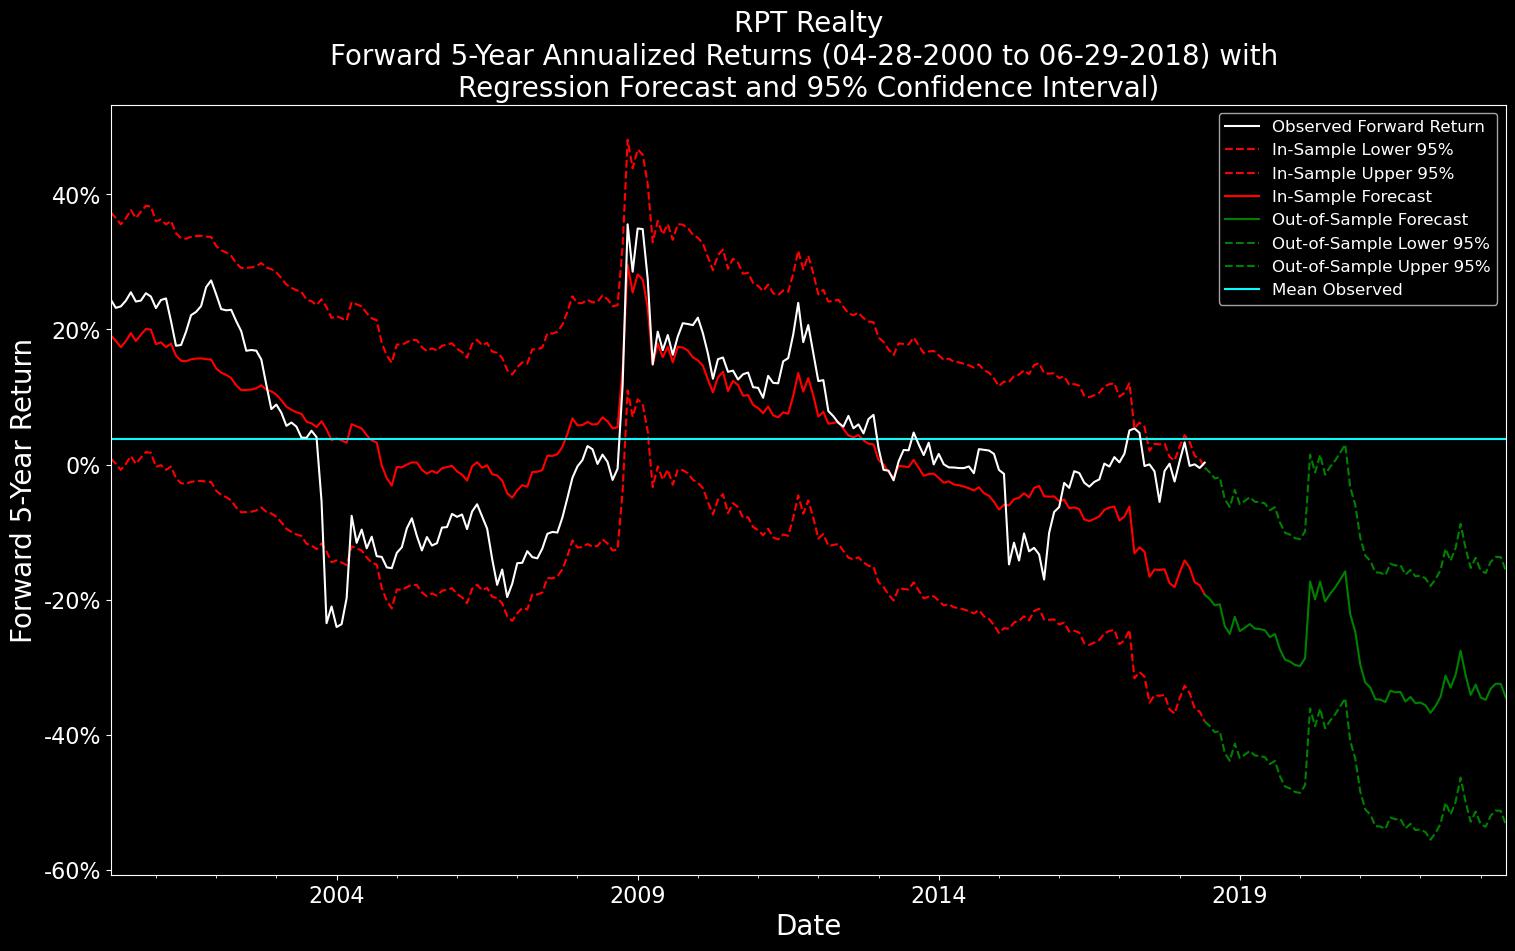 RPT Realty
Forward 5-Year Annualized Returns (04-28-2000 to 06-29-2018) with
Regression Forecast and 95% Confidence Interval)
Observed Forward Return
In-Sample Lower 95%
In-Sample Upper 95%
In-Sample Forecast
Out-of-Sample Forecast
Out-of-Sample Lower 95%
Out-of-Sample Upper 95%
Mean Observed
Forward 5-Year Return
40%
20%
0%
-20%
-40%
-60%
2004
2009
2014
2019
Date